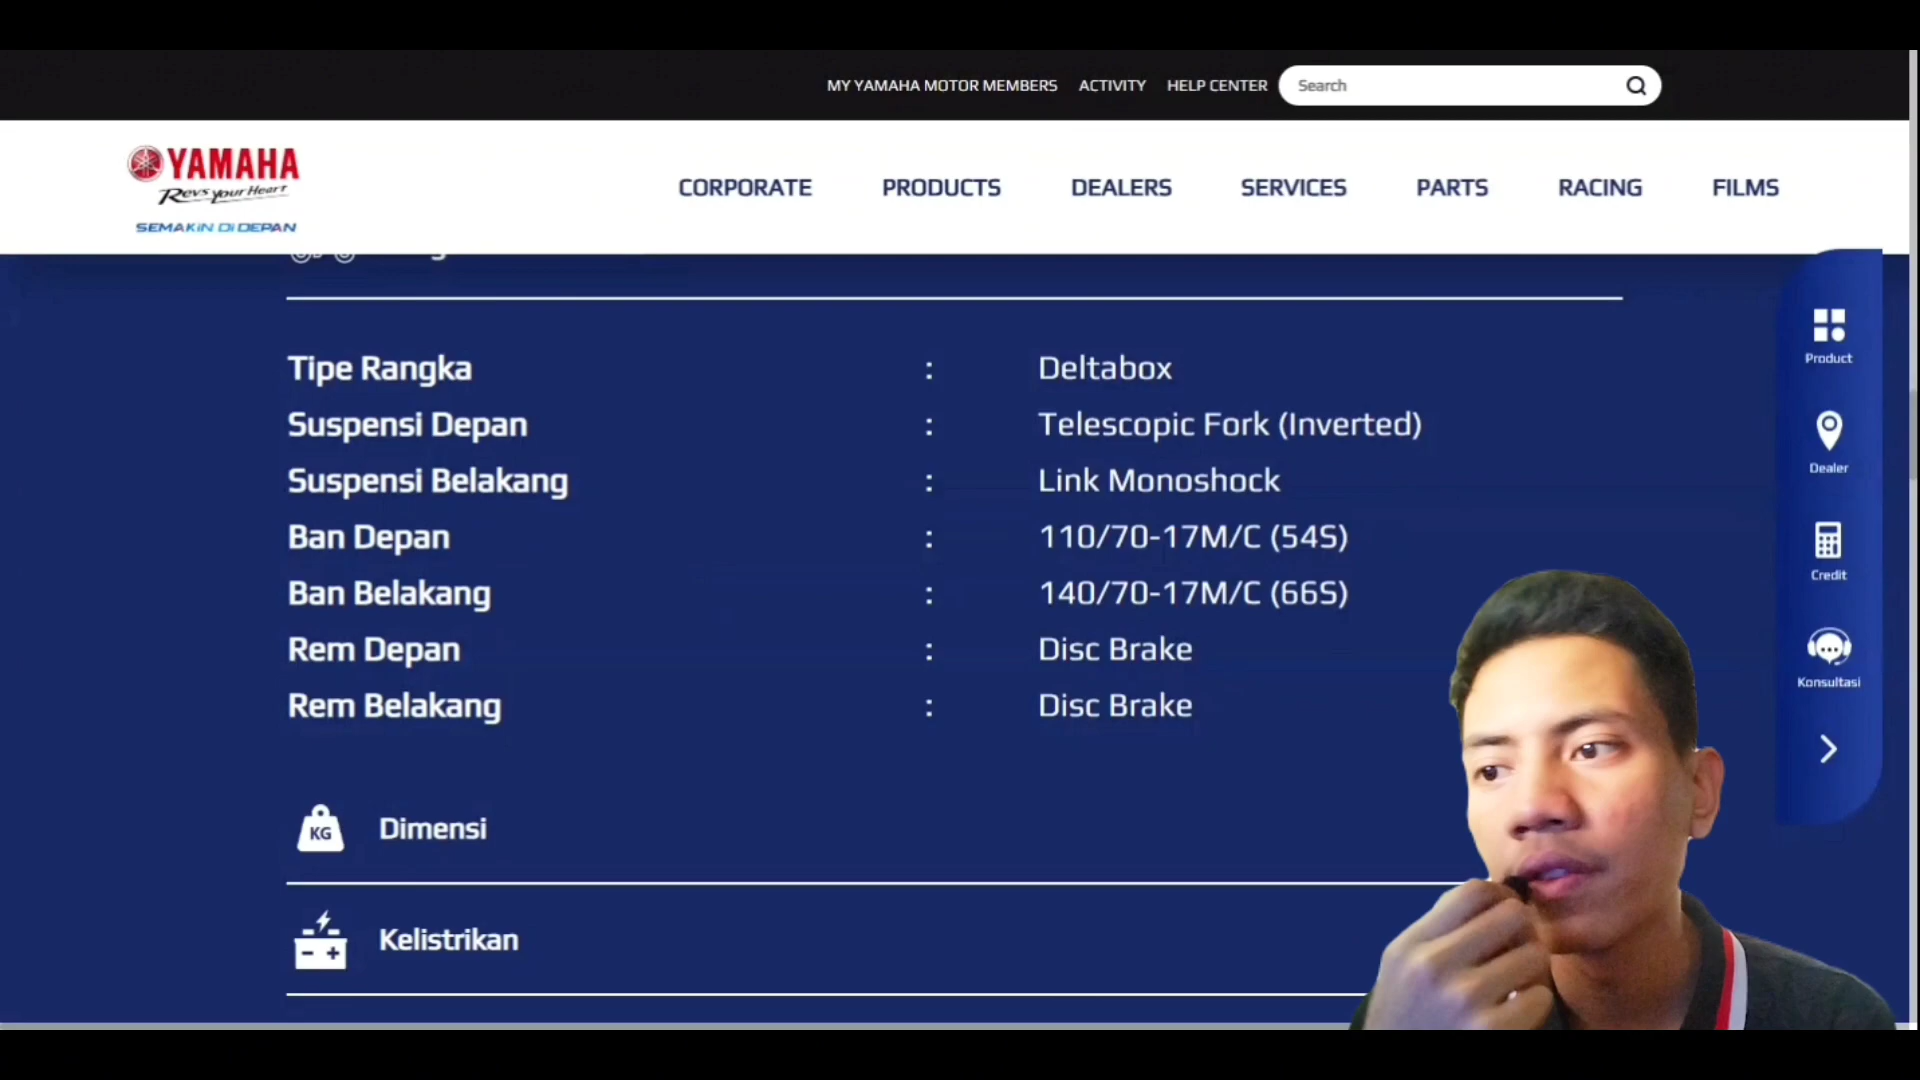 MY YAMAHA MOTOR MEMBERS ACTIVITY HELP CENTER Search
YAMAHA
Revs your Heart
SEMAKIN DI DEPAN
CORPORATE PRODUCTS DEALERS SERVICES PARTS RACING FILMS
Tipe Rangka : Deltabox
Suspensi Depan : Telescopic Fork (Inverted)
Suspensi Belakang : Link Monoshock
Ban Depan : 110/70-17M/C (54S)
Ban Belakang : 140/70-17M/C (66S)
Rem Depan : Disc Brake
Rem Belakang : Disc Brake
KG Dimensi
Kelistrikan
Product
Dealer
Credit
Konsultasi